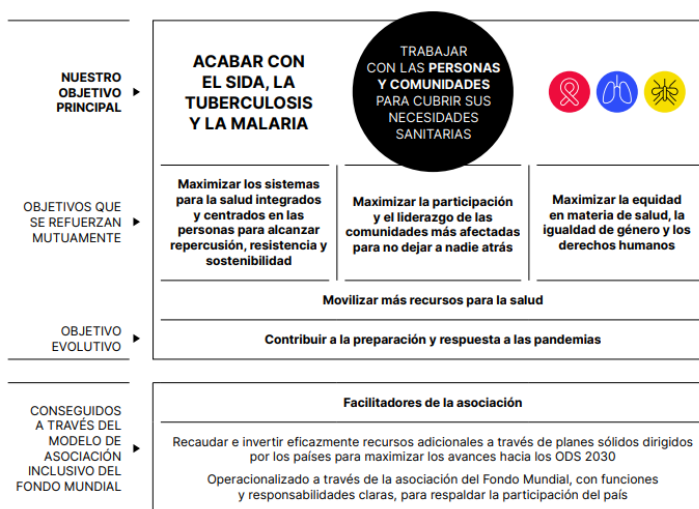 NUESTRO
OBJETIVO
PRINCIPAL
ACABAR CON
EL SIDA, LA
TUBERCULOSIS
Y LA MALARIA
TRABAJAR
CON LAS PERSONAS
Y COMUNIDADES
PARA CUBRIR SUS
NECESIDADES
SANITARIAS
OBJETIVOS QUE
SE REFUERZAN
MUTUAMENTE
Maximizar los sistemas
para la salud integrados
y centrados en las
personas para alcanzar
repercusión, resistencia y
sostenibilidad
Maximizar la participación
y el liderazgo de las
comunidades más afectadas
para no dejar a nadie atrás
Maximizar la equidad
en materia de salud, la
igualdad de género y los
derechos humanos
Movilizar más recursos para la salud
OBJETIVO
EVOLUTIVO
Contribuir a la preparación y respuesta a las pandemias
CONSEGUIDOS
A TRAVÉS DEL
MODELO DE
ASOCIACIÓN
INCLUSIVO DEL
FONDO MUNDIAL
Facilitadores de la asociación
Recaudar e invertir eficazmente recursos adicionales a través de planes sólidos dirigidos
por los países para maximizar los avances hacia los ODS 2030
Operacionalizado a través de la asociación del Fondo Mundial, con funciones
y responsabilidades claras, para respaldar la participación del país